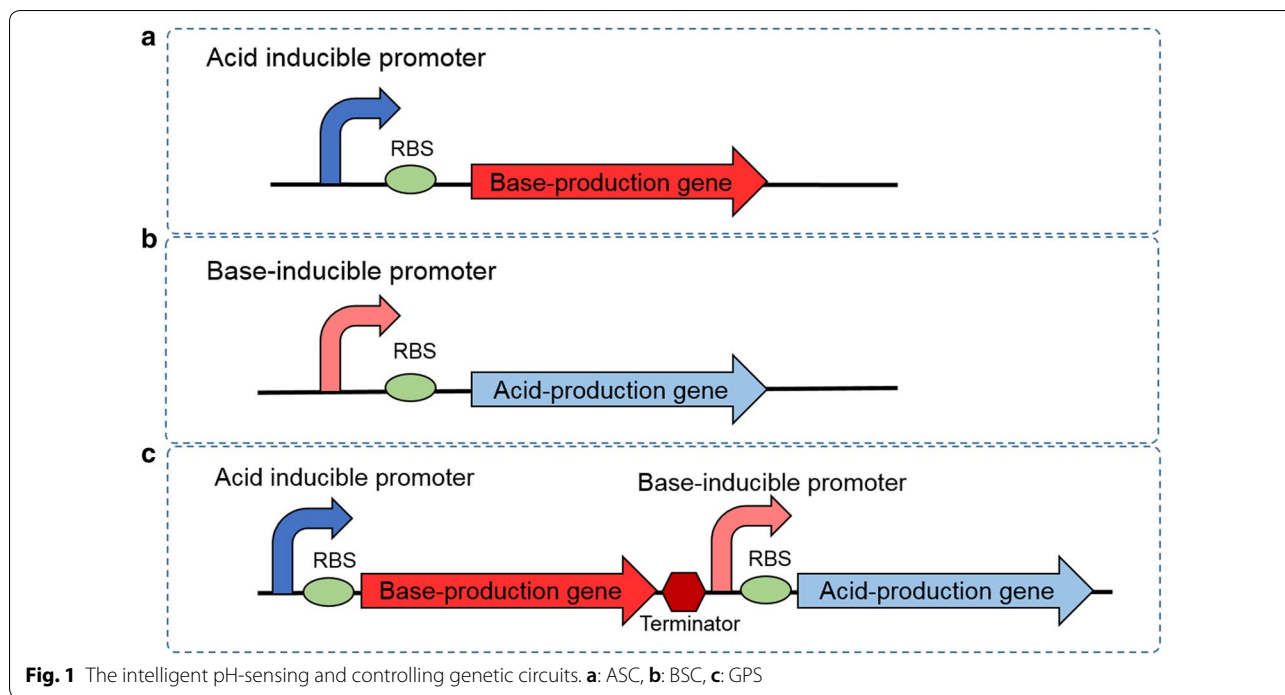 a
Acid inducible promoter
RBS
Base-production gene
b
Base-inducible promoter
RBS
Acid-production gene
c
Acid inducible promoter
Base-inducible promoter
RBS
RBS
Base-production gene
Acid-production gene
Terminator
Fig. 1 The intelligent pH-sensing and controlling genetic circuits. a: ASC, b: BSC, c: GPS